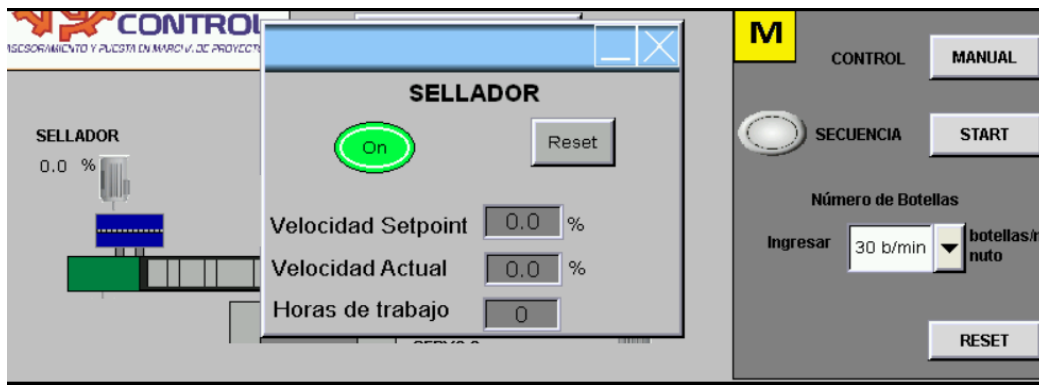 CONTROL
ASESORAMIENTO Y PUESTA EN MARCHA DE PROYECT
SELLADOR
0.0 %
SELLADOR
On
Reset
Velocidad Setpoint 0.0 %
Velocidad Actual 0.0 %
Horas de trabajo 0
M
CONTROL MANUAL
SECUENCIA START
Número de Botellas
Ingresar 30 b/min botellas/
nuto
RESET